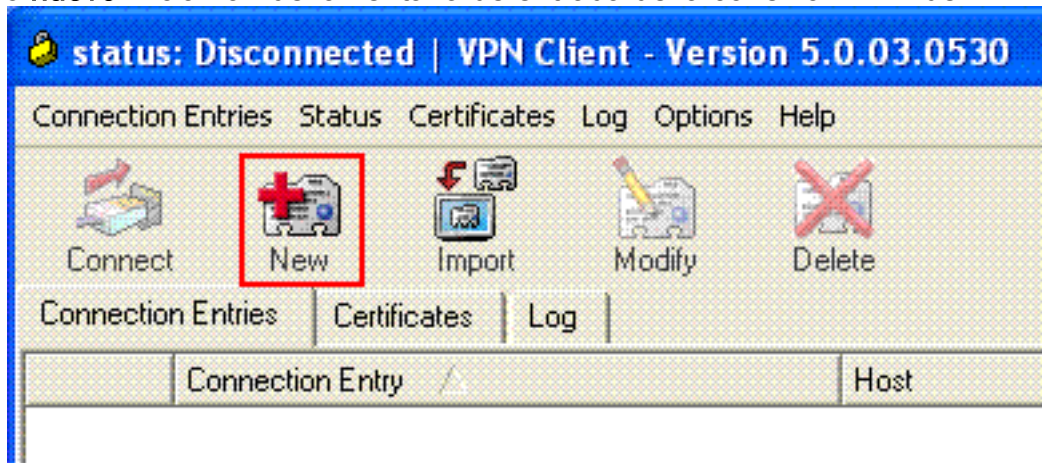 status: Disconnected | VPN Client - Version 5.0.03.0530
Connection Entries Status Certificates Log Options Help
Connect New Import Modify Delete
Connection Entries Certificates Log
Connection Entry Host